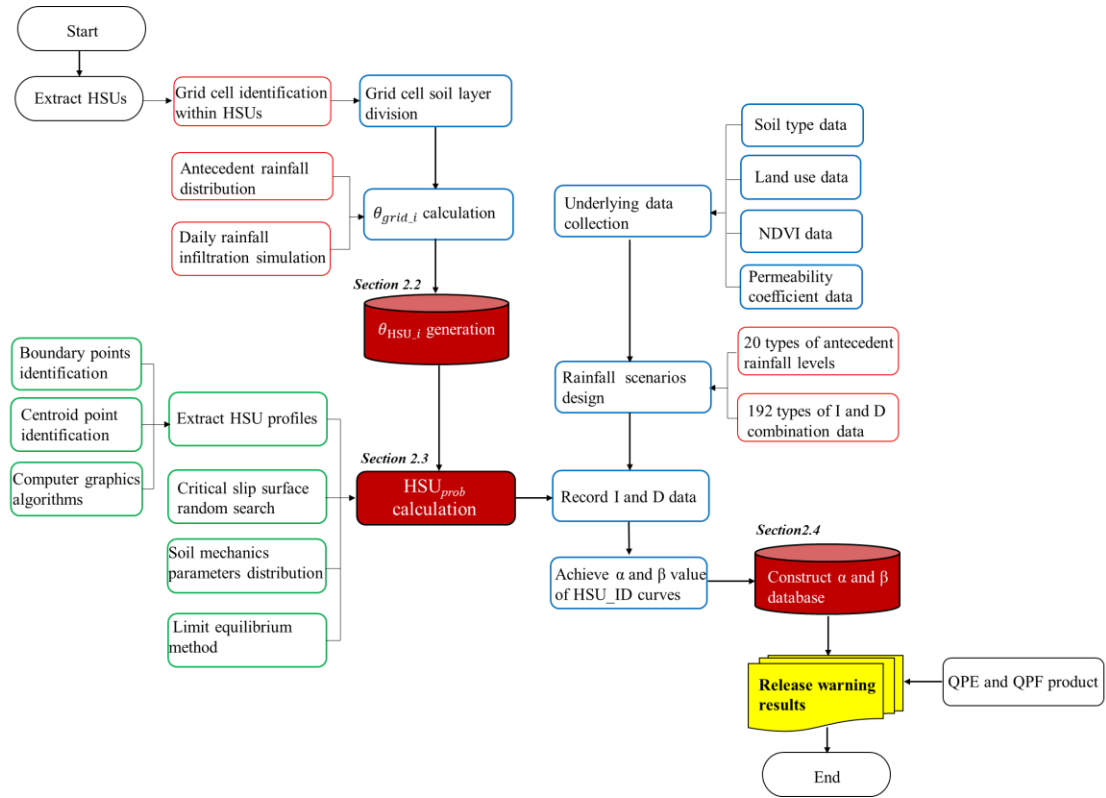 Start
Extract HSUs
Grid cell identification
within HSUs
Grid cell soil layer
division
Antecedent rainfall
distribution
Daily rainfall
infiltration simulation
θgrid_i calculation
Section 2.2
θHSU_i generation
Boundary points
identification
Centroid point
identification
Computer graphics
algorithms
Extract HSU profiles
Critical slip surface
random search
Soil mechanics
parameters distribution
Limit equilibrium
method
Section 2.3
HSUprob
calculation
Underlying data
collection
Soil type data
Land use data
NDVI data
Permeability
coefficient data
Rainfall scenarios
design
20 types of antecedent
rainfall levels
192 types of I and D
combination data
Record I and D data
Achieve α and β value
of HSU_ID curves
Section2.4
Construct α and β
database
Release warning
results
QPE and QPF product
End